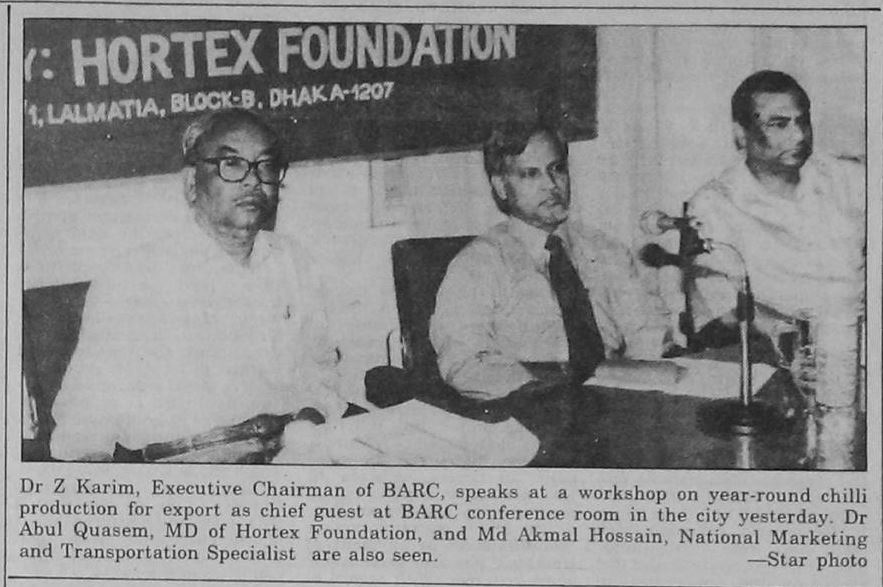 Y: HORTEX FOUNDATION
/1, LALMATIA, BLOCK-B, DHAKA-1207
Dr Z Karim, Executive Chairman of BARC, speaks at a workshop on year-round chilli
production for export as chief guest at BARC conference room in the city yesterday. Dr
Abul Quasem, MD of Hortex Foundation, and Md Akmal Hossain, National Marketing
and Transportation Specialist are also seen. —Star photo